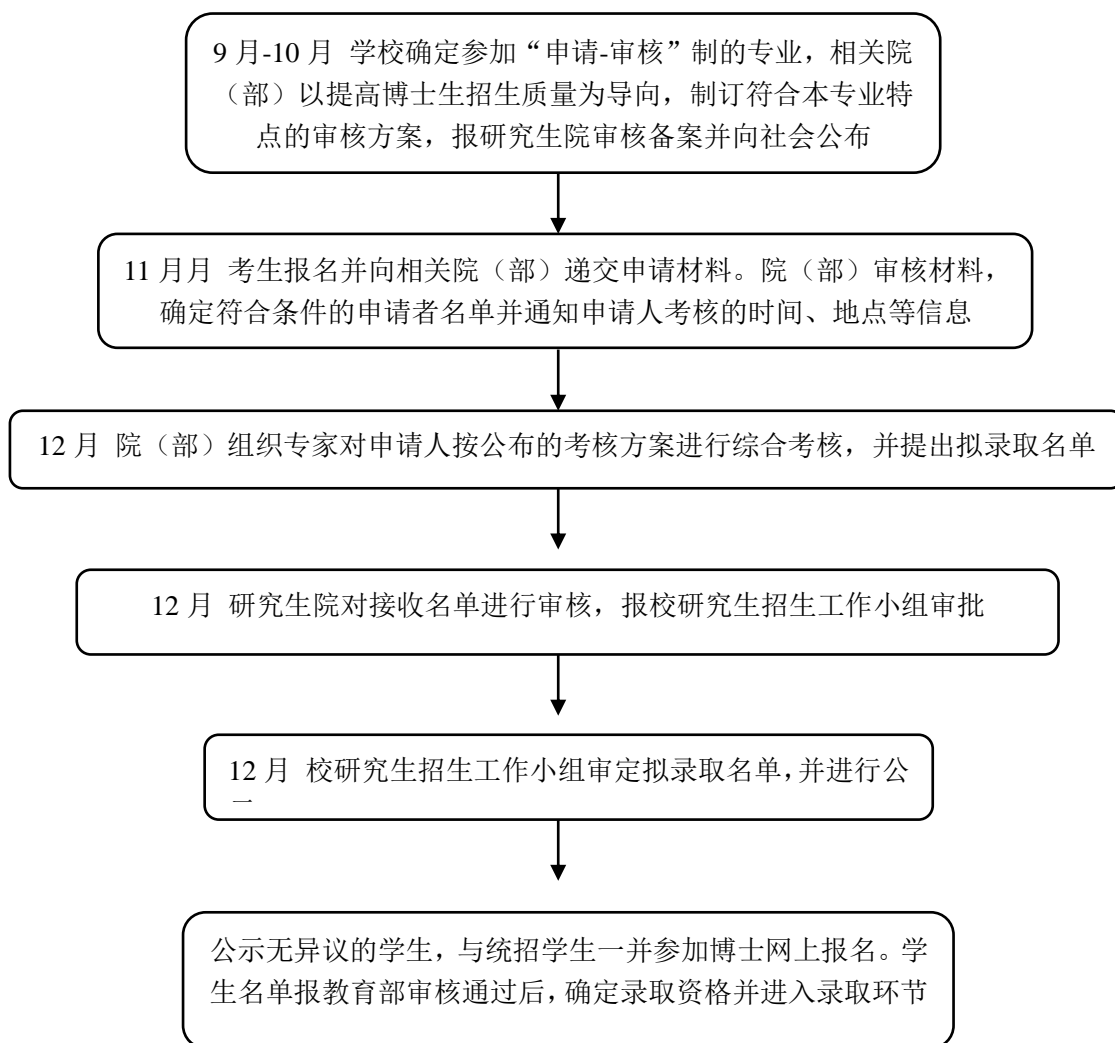 9 月-10 月 学校确定参加“申请-审核”制的专业，相关院
（部）以提高博士生招生质量为导向，制订符合本专业特
点的审核方案，报研究生院审核备案并向社会公布
11 月月 考生报名并向相关院（部）递交申请材料。院（部）审核材料，
确定符合条件的申请者名单并通知申请人考核的时间、地点等信息
12 月 院（部）组织专家对申请人按公布的考核方案进行综合考核，并提出拟录取名单
12 月 研究生院对接收名单进行审核，报校研究生招生工作小组审批
12 月 校研究生招生工作小组审定拟录取名单，并进行公
公示无异议的学生，与统招学生一并参加博士网上报名。学
生名单报教育部审核通过后，确定录取资格并进入录取环节